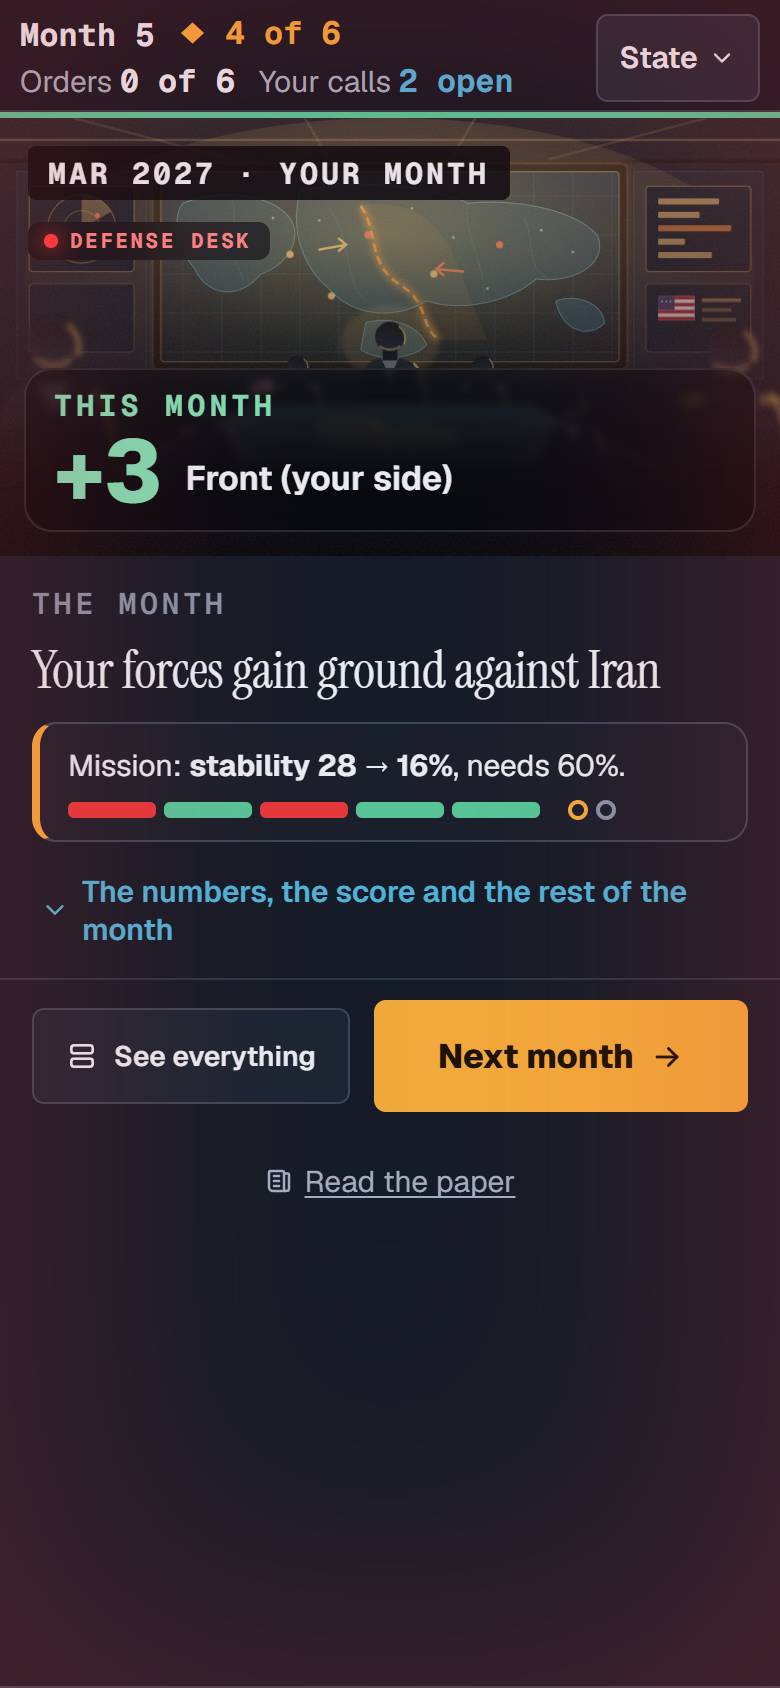 Month 5 ◆ 4 of 6
Orders 0 of 6 Your calls 2 open
State
MAR 2027 · YOUR MONTH
DEFENSE DESK
THIS MONTH
+3 Front (your side)
THE MONTH
Your forces gain ground against Iran
Mission: stability 28 → 16%, needs 60%.
The numbers, the score and the rest of the
month
See everything
Next month →
Read the paper